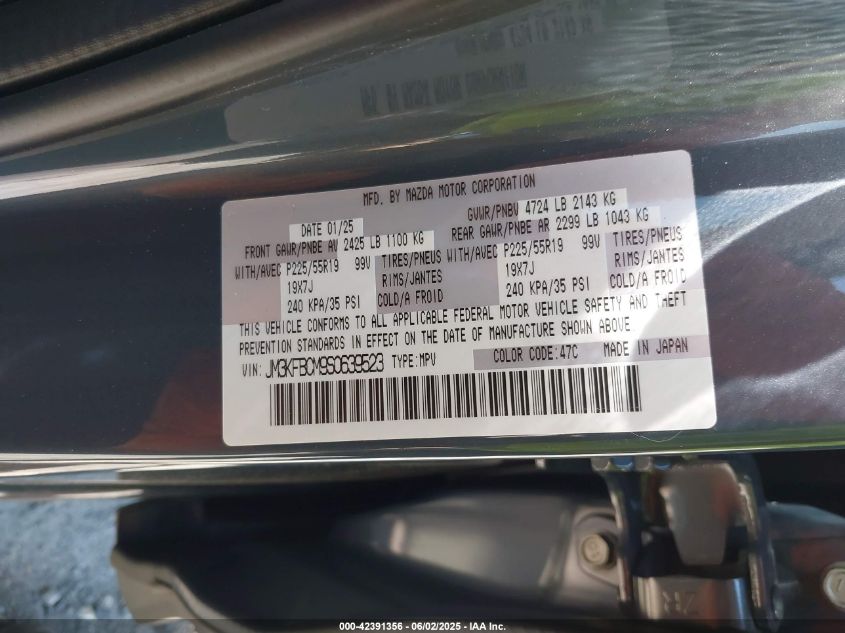 MFD. BY MAZDA MOTOR CORPORATION
DATE 01/25 GVWR/PNBV 4724 LB 2143 KG
FRONT GAWR/PNBE AV 2425 LB 1100 KG REAR GAWR/PNBE AR 2299 LB 1043 KG
WITH/AVEC P225/55R19 99V TIRES/PNEUS WITH/AVEC P225/55R19 99V TIRES/PNEUS
19X7J RIMS/JANTES 19X7J RIMS/JANTES
240 KPA/35 PSI COLD/A FROID 240 KPA/35 PSI COLD/A FROID
THIS VEHICLE CONFORMS TO ALL APPLICABLE FEDERAL MOTOR VEHICLE SAFETY AND THEFT
PREVENTION STANDARDS IN EFFECT ON THE DATE OF MANUFACTURE SHOWN ABOVE.
VIN: JM3KFBCM9S0639523 TYPE:MPV COLOR CODE:47C MADE IN JAPAN
000-42391356 | 06/02/2025 - IAA Inc.